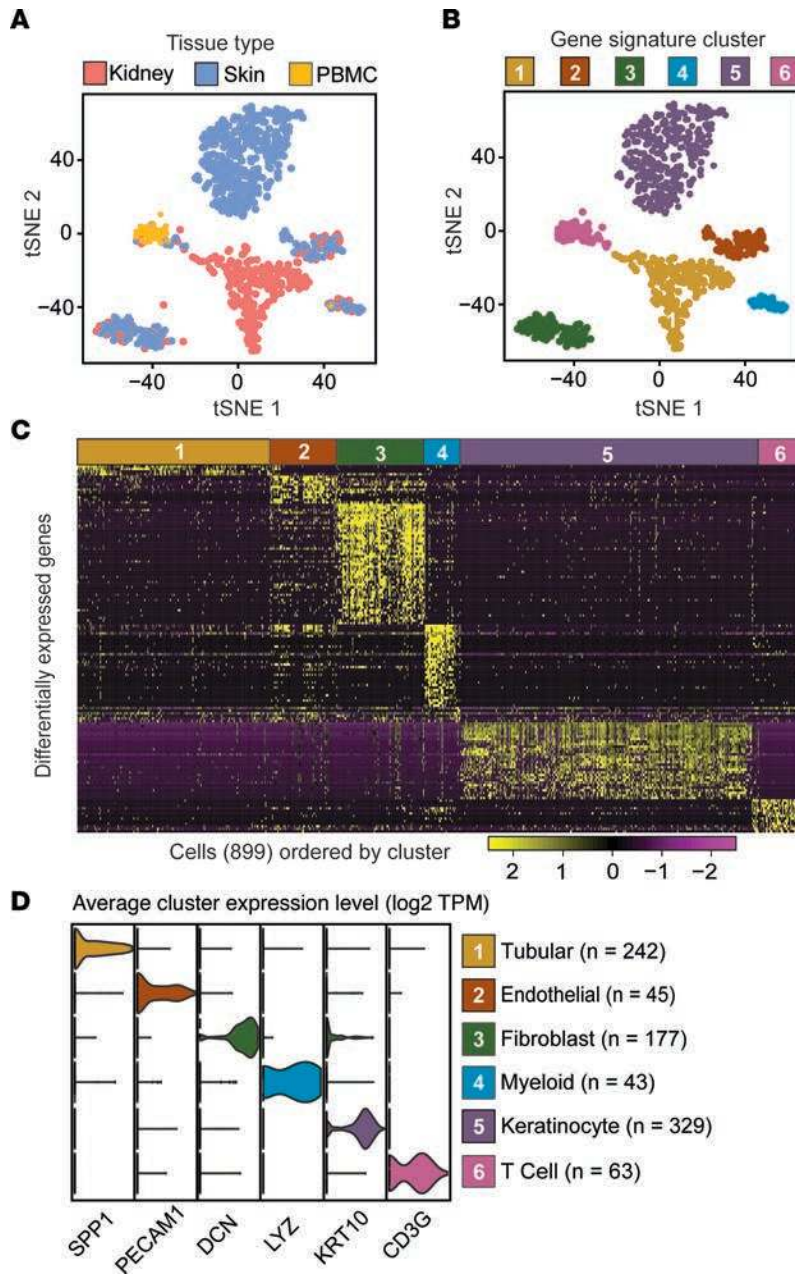 A
Tissue type
Kidney Skin PBMC
40
0
−40
tSNE 2
−40 0 40
tSNE 1
B
Gene signature cluster
1 2 3 4 5 6
40
0
−40
tSNE 2
−40 0 40
tSNE 1
C
1 2 3 4 5 6
Differentially expressed genes
Cells (899) ordered by cluster
2 1 0 −1 −2
D Average cluster expression level (log2 TPM)
1 Tubular (n = 242)
2 Endothelial (n = 45)
3 Fibroblast (n = 177)
4 Myeloid (n = 43)
5 Keratinocyte (n = 329)
6 T Cell (n = 63)
SPP1 PECAM1 DCN LYZ KRT10 CD3G